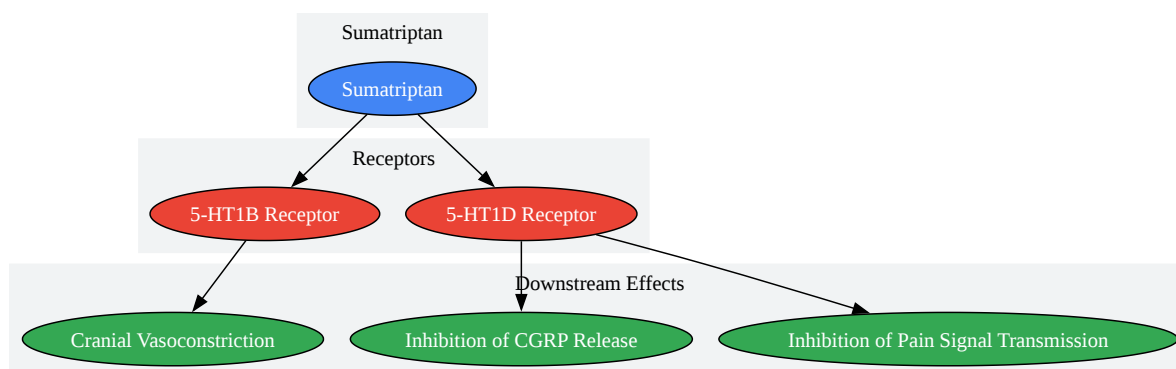 Sumatriptan
Sumatriptan
Receptors
5-HT1B Receptor
5-HT1D Receptor
Downstream Effects
Cranial Vasoconstriction
Inhibition of CGRP Release
Inhibition of Pain Signal Transmission